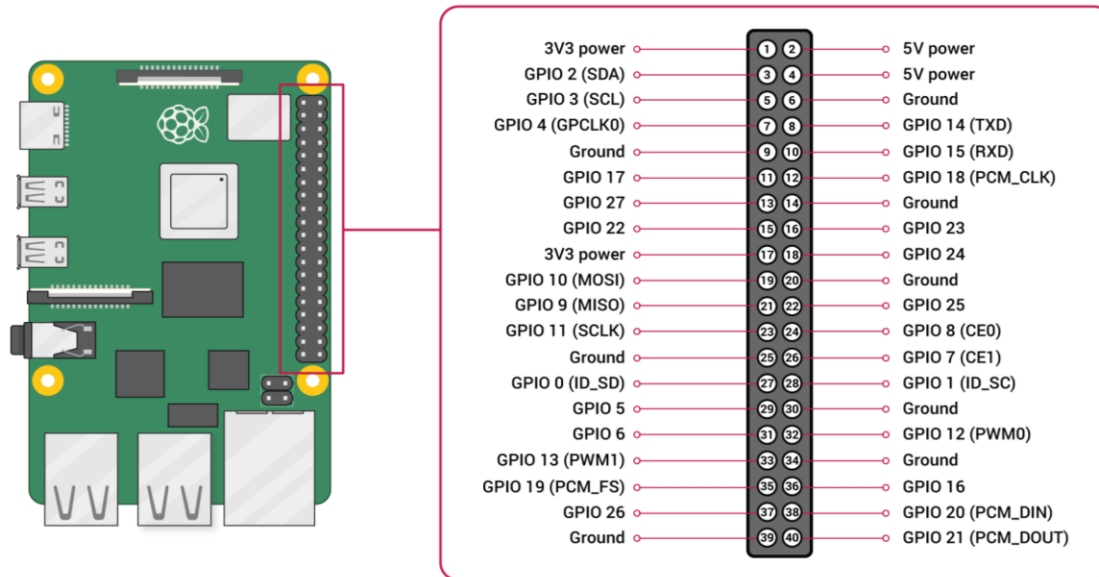 3V3 power 1 2 5V power
GPIO 2 (SDA) 3 4 5V power
GPIO 3 (SCL) 5 6 Ground
GPIO 4 (GPCLK0) 7 8 GPIO 14 (TXD)
Ground 9 10 GPIO 15 (RXD)
GPIO 17 11 12 GPIO 18 (PCM_CLK)
GPIO 27 13 14 Ground
GPIO 22 15 16 GPIO 23
3V3 power 17 18 GPIO 24
GPIO 10 (MOSI) 19 20 Ground
GPIO 9 (MISO) 21 22 GPIO 25
GPIO 11 (SCLK) 23 24 GPIO 8 (CE0)
Ground 25 26 GPIO 7 (CE1)
GPIO 0 (ID_SD) 27 28 GPIO 1 (ID_SC)
GPIO 5 29 30 Ground
GPIO 6 31 32 GPIO 12 (PWM0)
GPIO 13 (PWM1) 33 34 Ground
GPIO 19 (PCM_FS) 35 36 GPIO 16
GPIO 26 37 38 GPIO 20 (PCM_DIN)
Ground 39 40 GPIO 21 (PCM_DOUT)